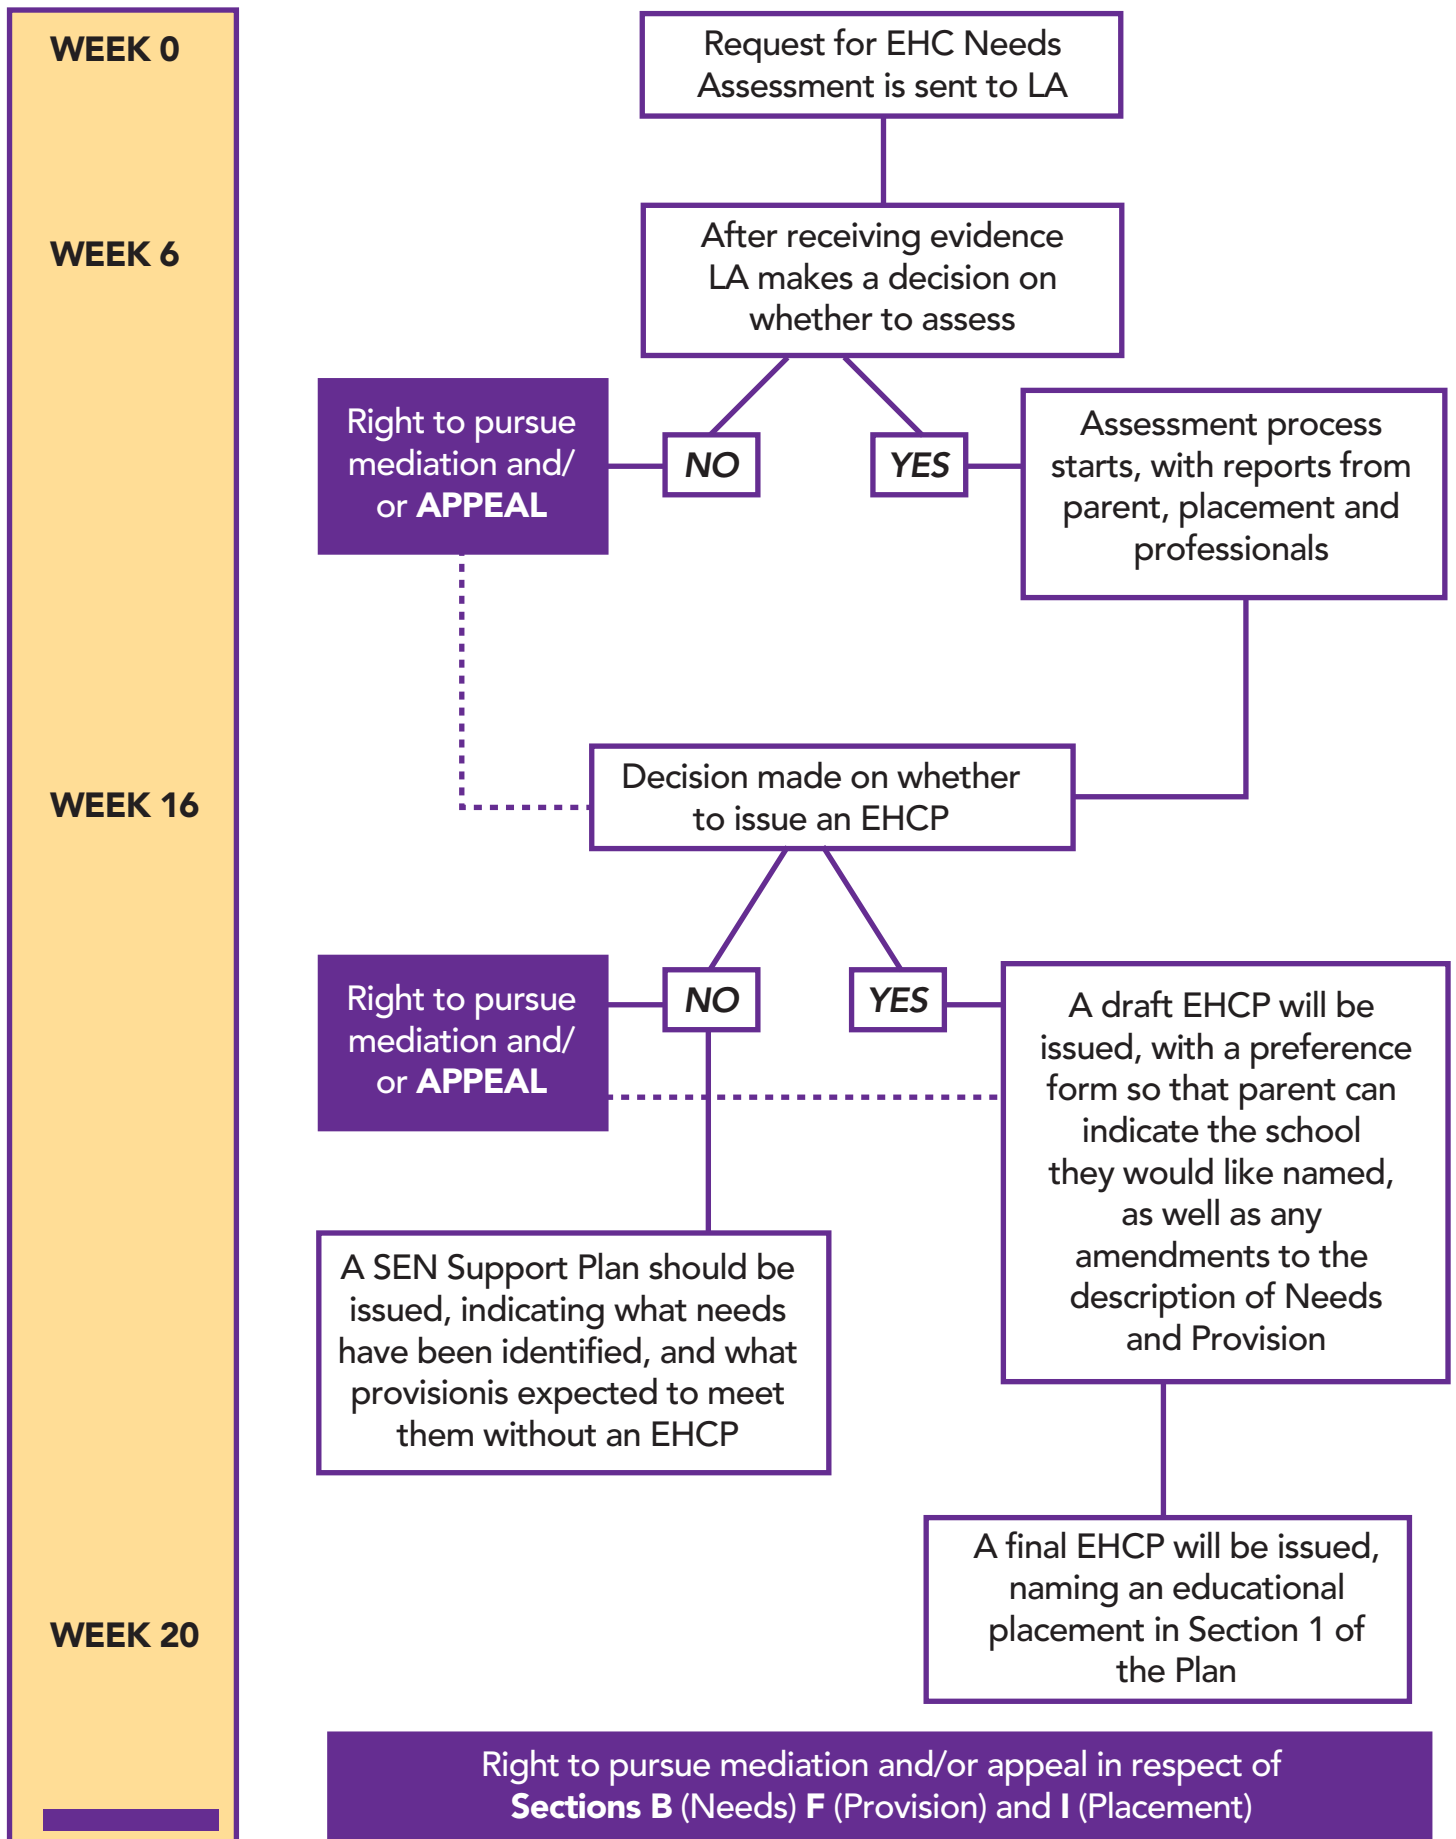 WEEK 0
Request for EHC Needs
Assessment is sent to LA
WEEK 6
After receiving evidence
LA makes a decision on
whether to assess
Right to pursue
mediation and/
or APPEAL
NO
YES
Assessment process
starts, with reports from
parent, placement and
professionals
WEEK 16
Decision made on whether
to issue an EHCP
Right to pursue
mediation and/
or APPEAL
NO
YES
A draft EHCP will be
issued, with a preference
form so that parent can
indicate the school
they would like named,
as well as any
amendments to the
description of Needs
and Provision
A SEN Support Plan should be
issued, indicating what needs
have been identified, and what
provisionis expected to meet
them without an EHCP
WEEK 20
A final EHCP will be issued,
naming an educational
placement in Section 1 of
the Plan
Right to pursue mediation and/or appeal in respect of
Sections B (Needs) F (Provision) and I (Placement)